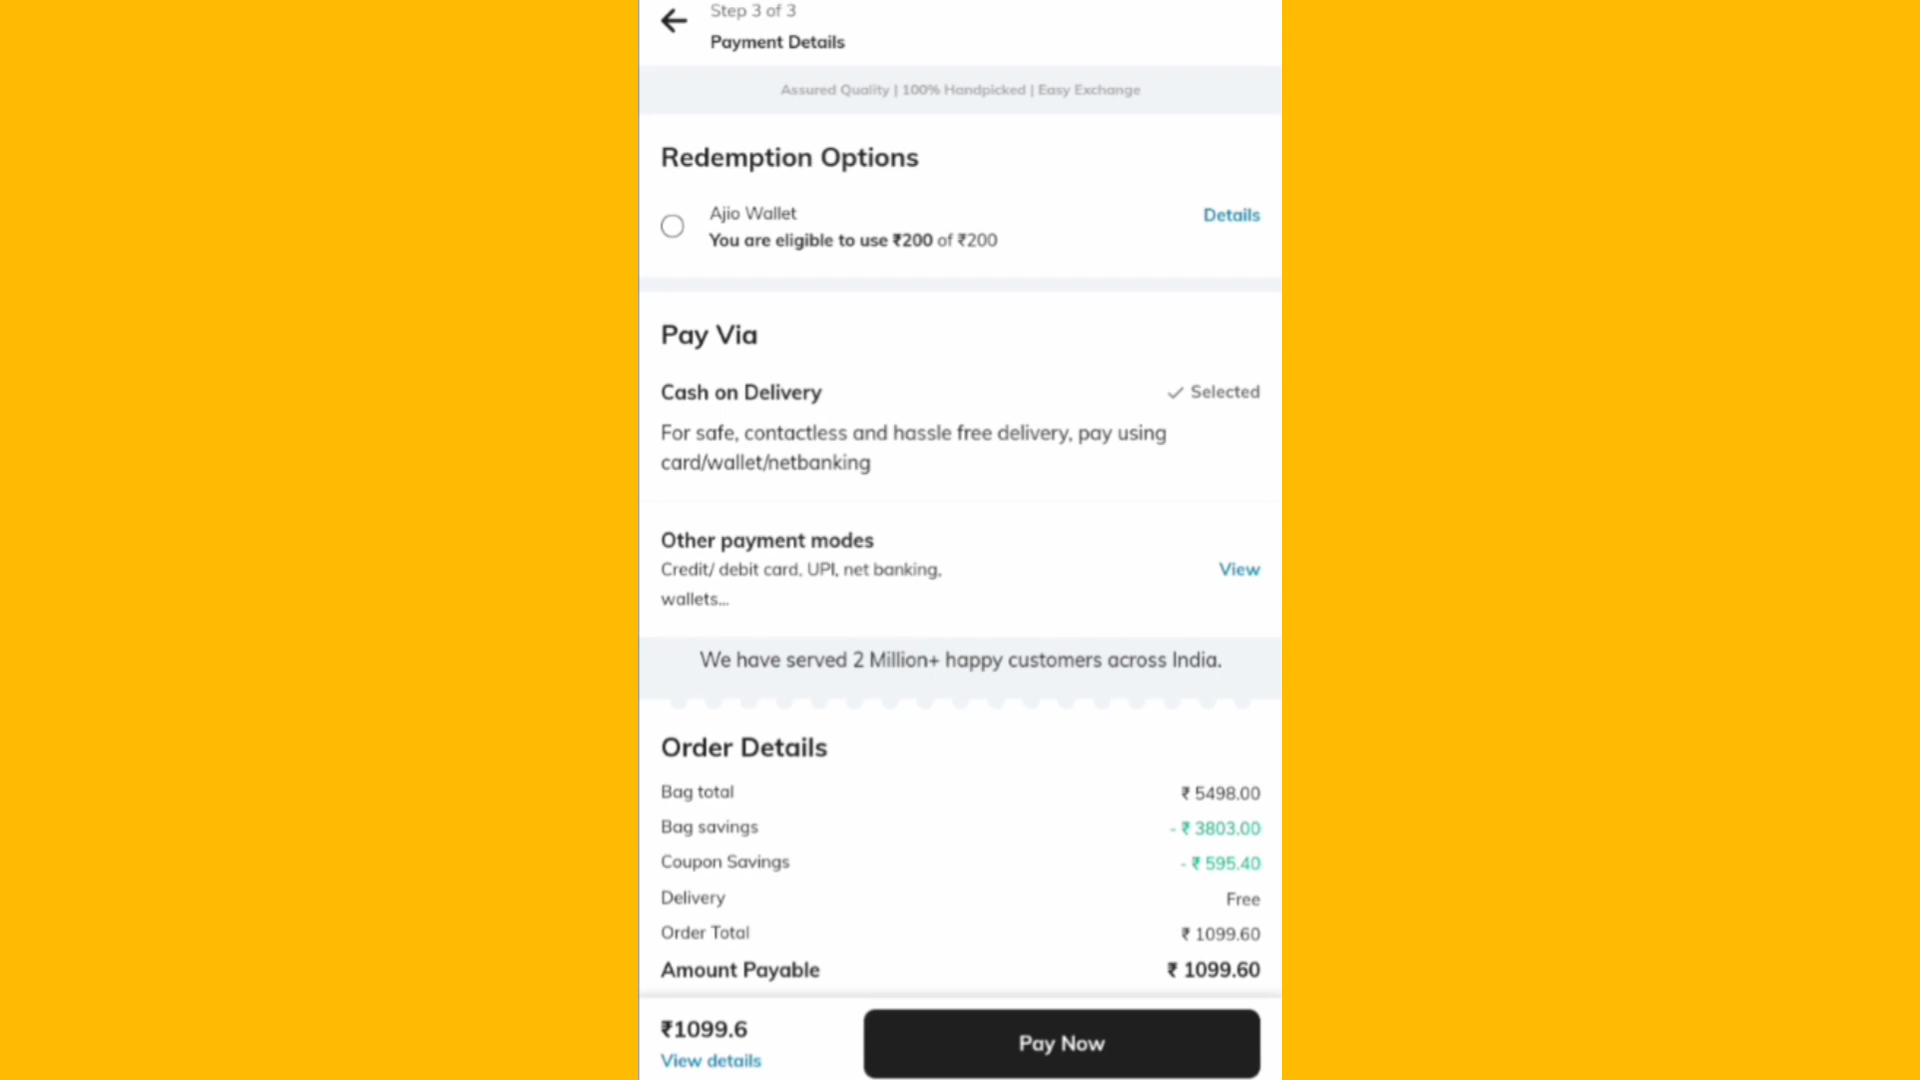 Step 3 of 3
Payment Details
Assured Quality | 100% Handpicked | Easy Exchange
Redemption Options
Ajio Wallet
Details
You are eligible to use ₹200 of ₹200
Pay Via
Cash on Delivery
Selected
For safe, contactless and hassle free delivery, pay using
card/wallet/netbanking
Other payment modes
Credit/ debit card, UPI, net banking,
View
wallets...
We have served 2 Million+ happy customers across India.
Order Details
Bag total ₹ 5498.00
Bag savings - ₹ 3803.00
Coupon Savings - ₹ 595.40
Delivery Free
Order Total ₹ 1099.60
Amount Payable ₹ 1099.60
₹1099.6
Pay Now
View details